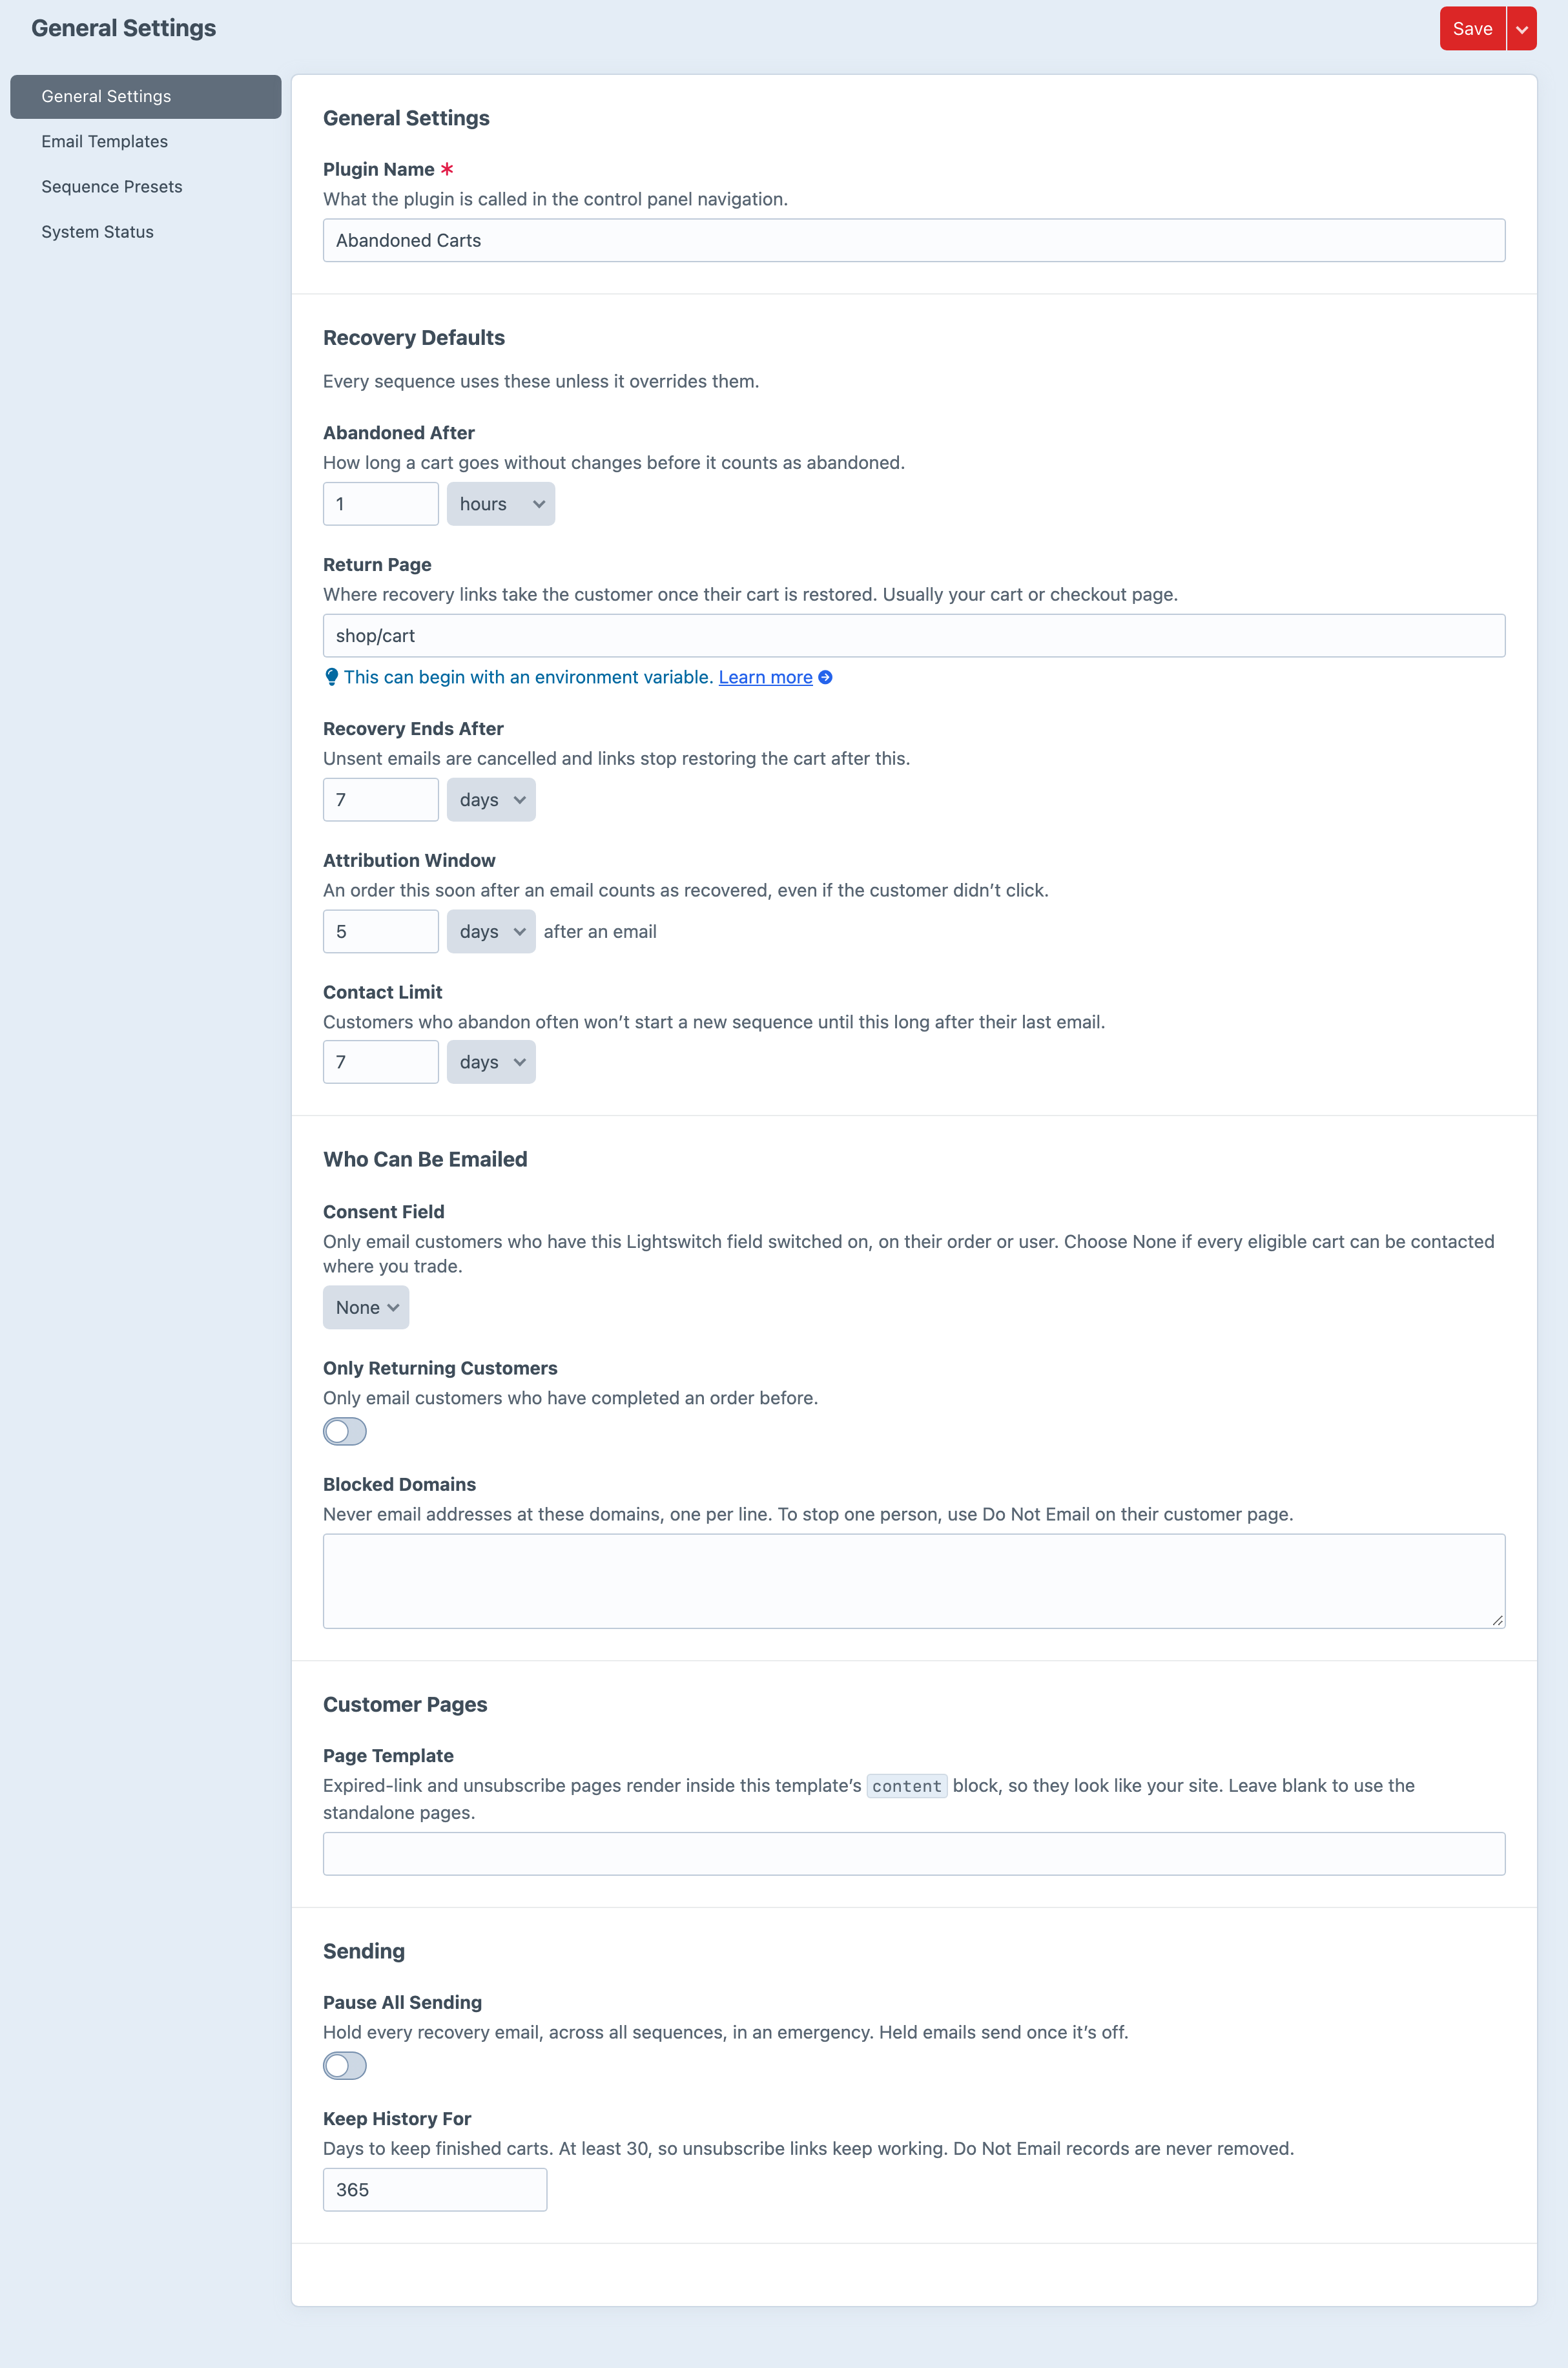 General Settings
Save
General Settings
Email Templates
Sequence Presets
System Status
General Settings
Plugin Name *
What the plugin is called in the control panel navigation.
Abandoned Carts
Recovery Defaults
Every sequence uses these unless it overrides them.
Abandoned After
How long a cart goes without changes before it counts as abandoned.
1 hours
Return Page
Where recovery links take the customer once their cart is restored. Usually your cart or checkout page.
shop/cart
This can begin with an environment variable. Learn more
Recovery Ends After
Unsent emails are cancelled and links stop restoring the cart after this.
7 days
Attribution Window
An order this soon after an email counts as recovered, even if the customer didn’t click.
5 days after an email
Contact Limit
Customers who abandon often won’t start a new sequence until this long after their last email.
7 days
Who Can Be Emailed
Consent Field
Only email customers who have this Lightswitch field switched on, on their order or user. Choose None if every eligible cart can be contacted
where you trade.
None
Only Returning Customers
Only email customers who have completed an order before.
Blocked Domains
Never email addresses at these domains, one per line. To stop one person, use Do Not Email on their customer page.
Customer Pages
Page Template
Expired-link and unsubscribe pages render inside this template’s content block, so they look like your site. Leave blank to use the
standalone pages.
Sending
Pause All Sending
Hold every recovery email, across all sequences, in an emergency. Held emails send once it’s off.
Keep History For
Days to keep finished carts. At least 30, so unsubscribe links keep working. Do Not Email records are never removed.
365